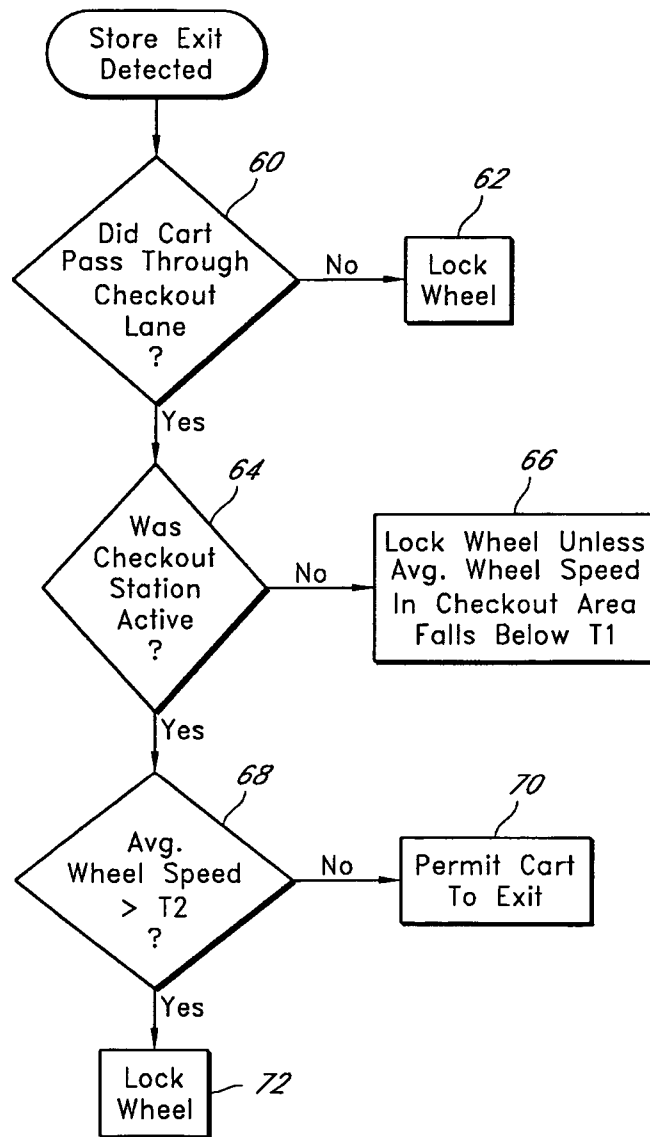 Store Exit
Detected
60
Did Cart
Pass Through
Checkout
Lane
?
No
62
Lock
Wheel
Yes
64
Was
Checkout
Station
Active
?
No
66
Lock Wheel Unless
Avg. Wheel Speed
In Checkout Area
Falls Below T1
Yes
68
Avg.
Wheel Speed
> T2
?
No
70
Permit Cart
To Exit
Yes
Lock
Wheel
72